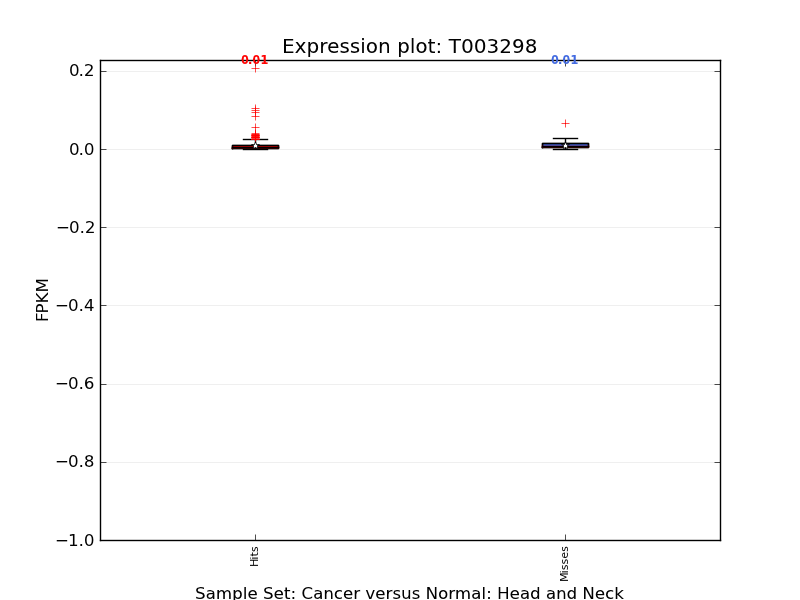 Expression plot: T003298
0.01
0.01
0.2
0.0
−0.2
−0.4
−0.6
−0.8
−1.0
FPKM
Hits
Misses
Sample Set: Cancer versus Normal: Head and Neck